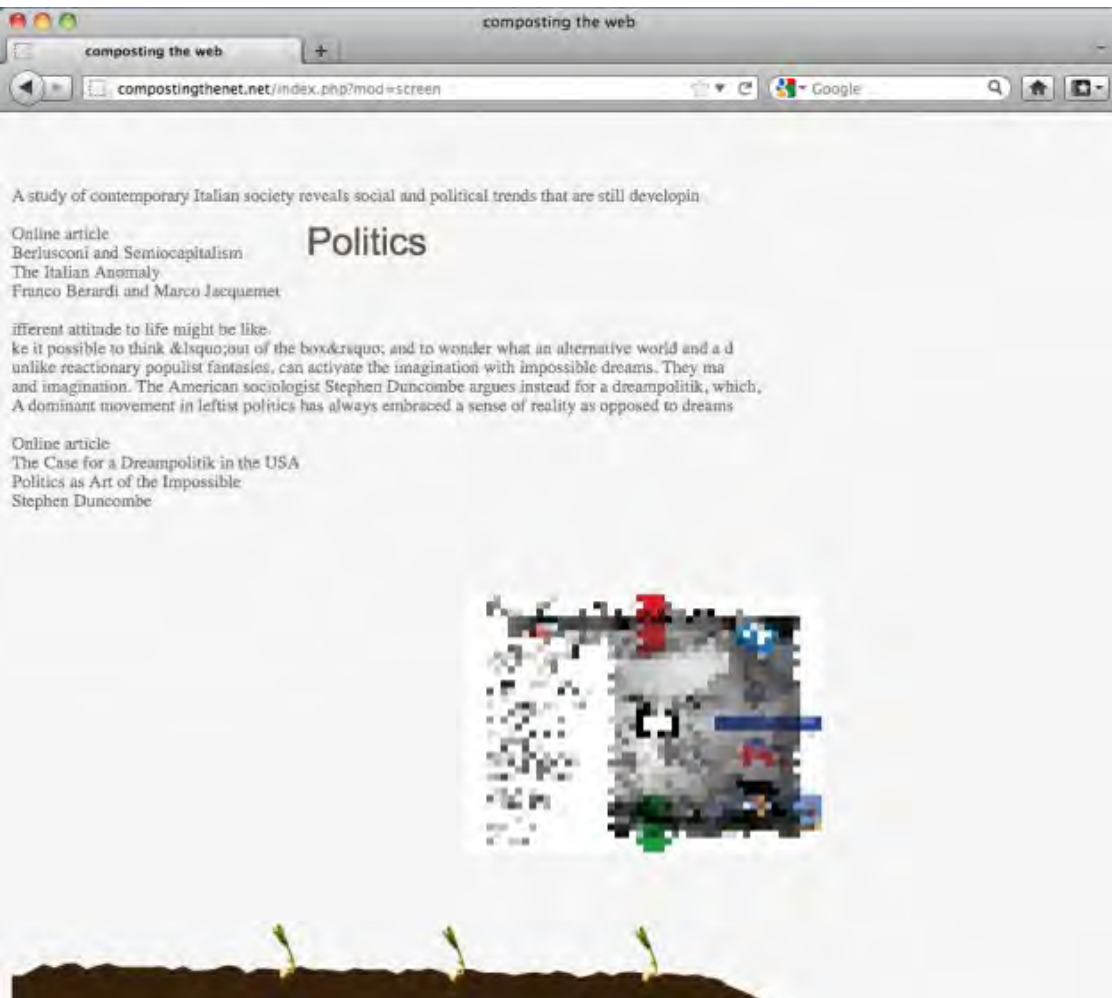 composting the web
composting the web
compostingthenet.net/index.php?mod=screen
Google
A study of contemporary Italian society reveals social and political trends that are still developin
Politics
Online article
Berlusconi and Semiocapitalism
The Italian Anomaly
Franco Berardi and Marco Jacquemet
ifferent attitude to life might be like.
ke it possible to think &lsquo;out of the box&rsquo; and to wonder what an alternative world and a d
unlike reactionary populist fantasies, can activate the imagination with impossible dreams. They ma
and imagination. The American sociologist Stephen Duncombe argues instead for a dreampolitik, which,
A dominant movement in leftist politics has always embraced a sense of reality as opposed to dreams
Online article
The Case for a Dreampolitik in the USA
Politics as Art of the Impossible
Stephen Duncombe